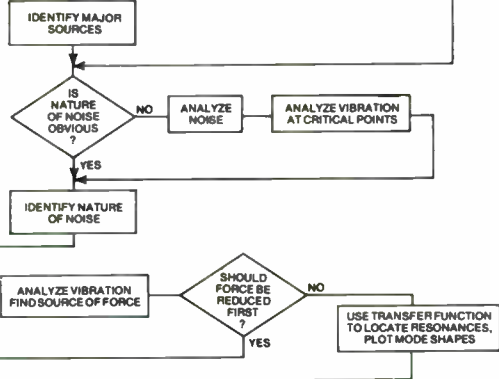 IDENTIFY MAJOR
SOURCES
IS
NATURE
OF NOISE
OBVIOUS
?
NO
ANALYZE
NOISE
ANALYZE VIBRATION
AT CRITICAL POINTS
YES
IDENTIFY NATURE
OF NOISE
ANALYZE VIBRATION
FIND SOURCE OF FORCE
SHOULD
FORCE BE
REDUCED
FIRST
?
NO
YES
USE TRANSFER FUNCTION
TO LOCATE RESONANCES,
PLOT MODE SHAPES